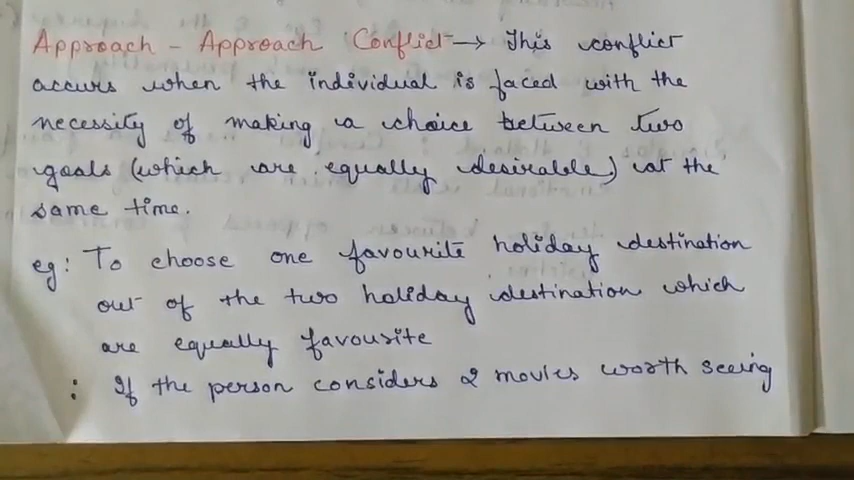 Approach - Approach Conflict → This conflict
occurs when the individual is faced with the
necessity of making a choice between two
goals (which are equally desirable) at the
same time.
eg: To choose one favourite holiday destination
out of the two holiday destination which
are equally favourite
: If the person considers 2 movies worth seeing